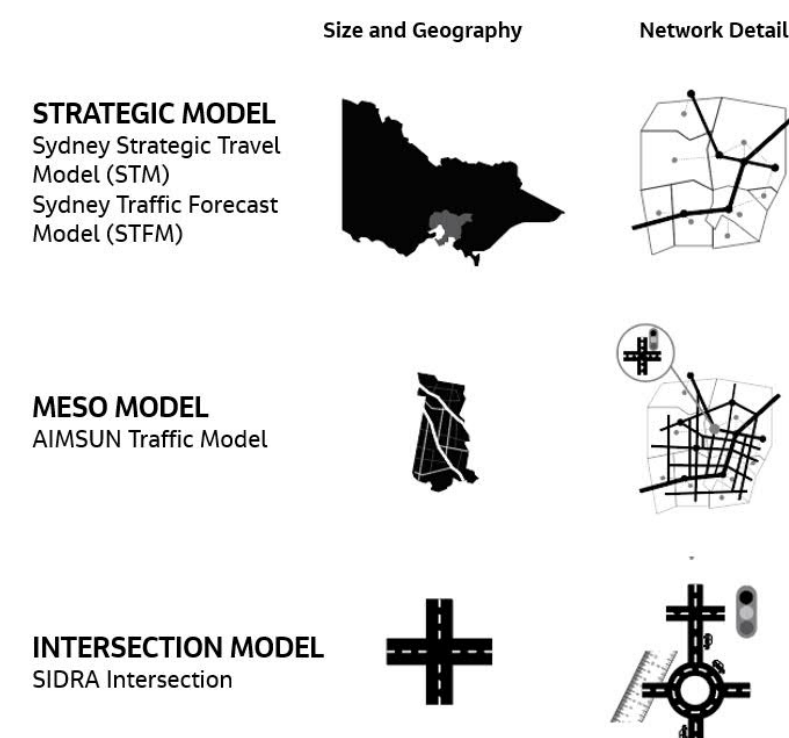 Size and Geography
Network Detail
STRATEGIC MODEL
Sydney Strategic Travel
Model (STM)
Sydney Traffic Forecast
Model (STFM)
MESO MODEL
AIMSUN Traffic Model
INTERSECTION MODEL
SIDRA Intersection